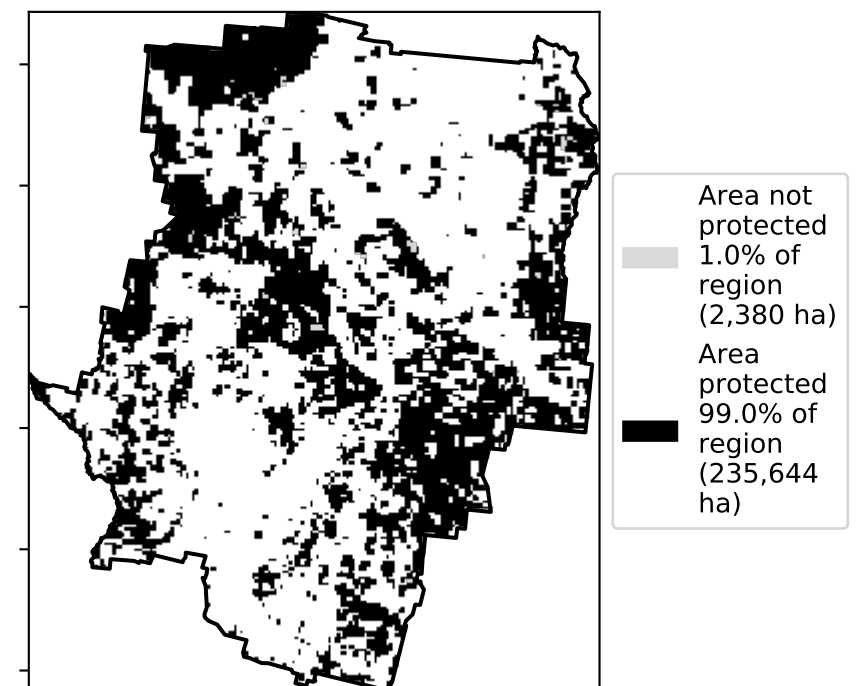 Area not
protected
1.0% of
region
(2,380 ha)
Area
protected
99.0% of
region
(235,644
ha)